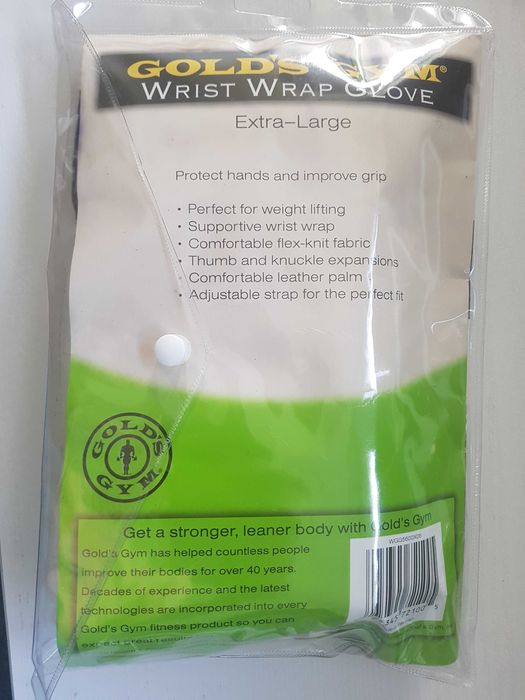 GOLD'S GYM®
WRIST WRAP GLOVE
Extra-Large
Protect hands and improve grip
• Perfect for weight lifting
• Supportive wrist wrap
• Comfortable flex-knit fabric
• Thumb and knuckle expansions
Comfortable leather palm
• Adjustable strap for the perfect fit
GOLD'S
GYM
Get a stronger, leaner body with Gold's Gym
Gold's Gym has helped countless people
improve their bodies for over 40 years.
Decades of experience and the latest
technologies are incorporated into every
Gold's Gym fitness product so you can
expect great